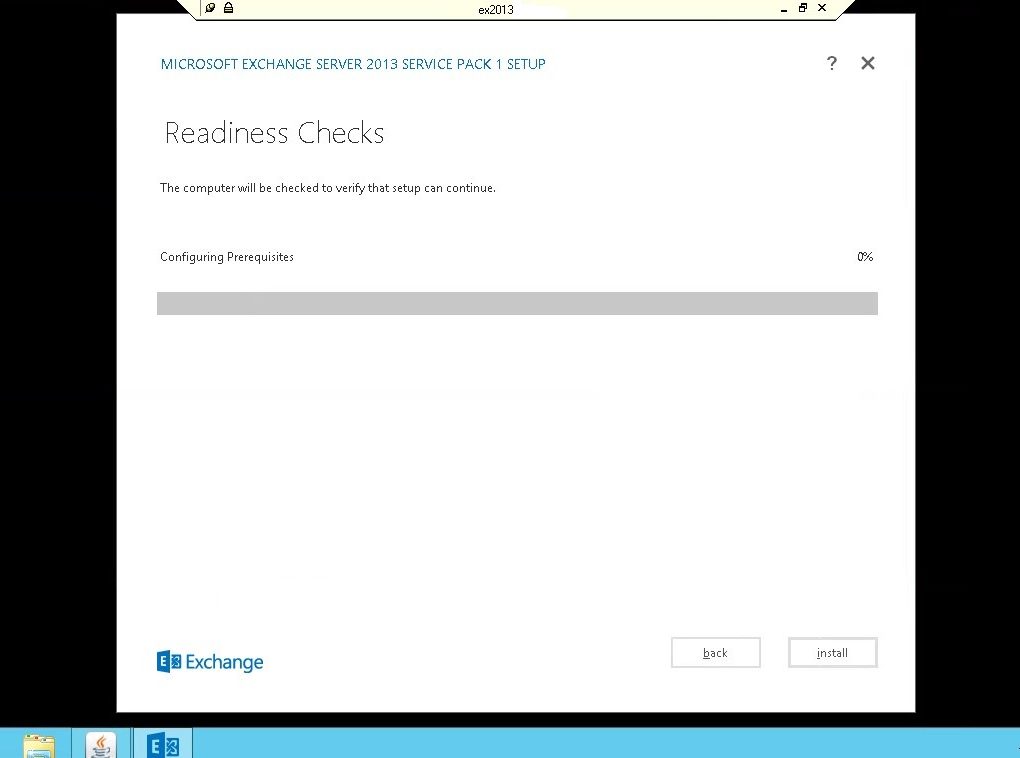 ex2013
MICROSOFT EXCHANGE SERVER 2013 SERVICE PACK 1 SETUP
?
Readiness Checks
The computer will be checked to verify that setup can continue.
Configuring Prerequisites 0%
E Exchange
back install
E